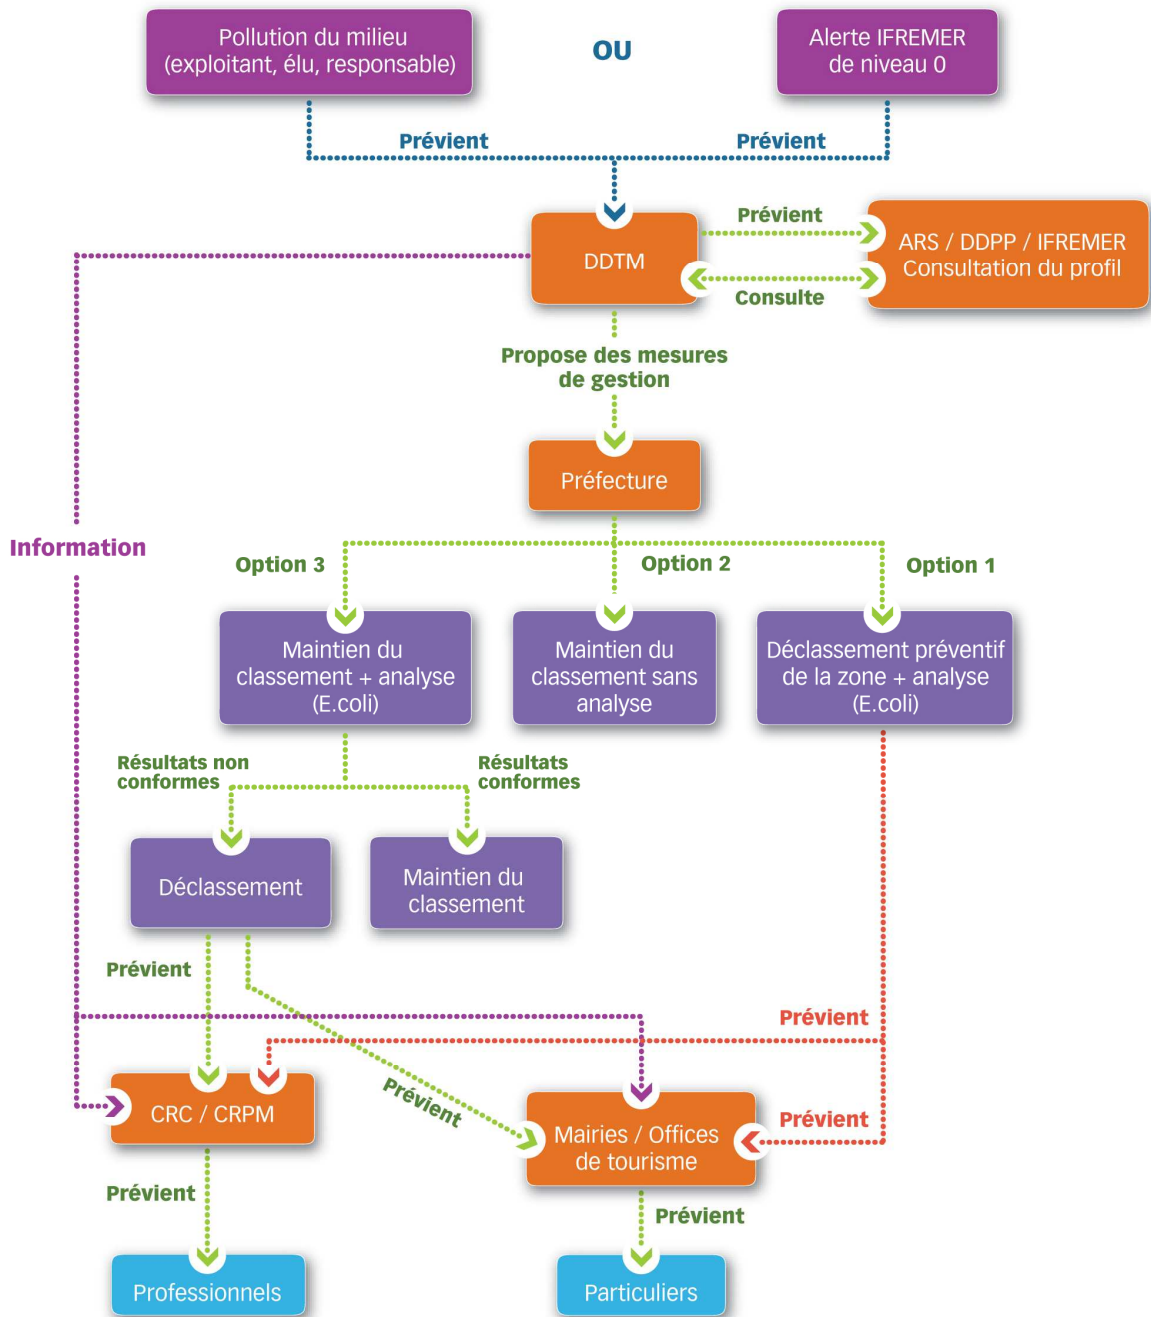 Pollution du milieu
(exploitant, élu, responsable)
OU
Alerte IFREMER
de niveau 0
Prévient
Prévient
DDTM
Prévient
ARS / DDPP / IFREMER
Consultation du profil
Consulte
Propose des mesures
de gestion
Préfecture
Information
Option 3
Option 2
Option 1
Maintien du
classement + analyse
(E.coli)
Maintien du
classement sans
analyse
Déclassement préventif
de la zone + analyse
(E.coli)
Résultats non
conformes
Résultats
conformes
Déclassement
Maintien du
classement
Prévient
Prévient
Prévient
Prévient
CRC / CRPM
Mairies / Offices
de tourisme
Prévient
Prévient
Professionnels
Particuliers